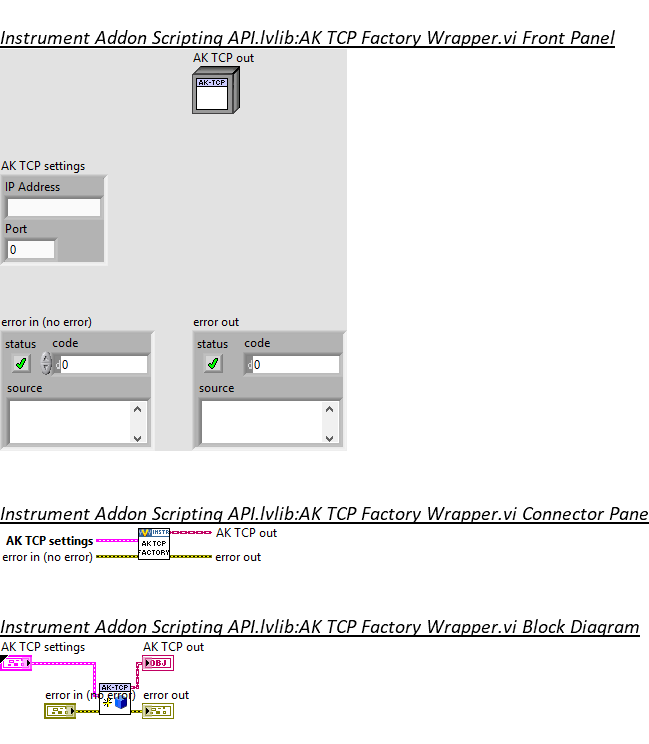 Instrument Addon Scripting API.lvlib:AK TCP Factory Wrapper.vi Front Panel
AK TCP out
AK-TCP
AK TCP settings
IP Address
Port
0
error in (no error)
error out
status code
status code
d 0
d 0
source
source
Instrument Addon Scripting API.lvlib:AK TCP Factory Wrapper.vi Connector Pane
INSTR
AK TCP settings
AK TCP out
AK TCP
FACTORY
error in (no error)
error out
Instrument Addon Scripting API.lvlib:AK TCP Factory Wrapper.vi Block Diagram
AK TCP settings
AK TCP out
OBJ
AK-TCP
error in (no error)
error out